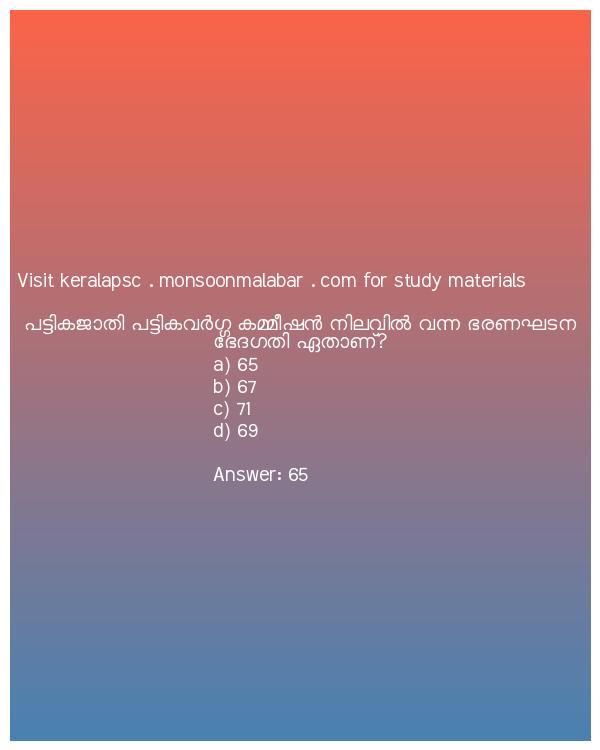 Visit keralapsc . monsoonmalabar . com for study materials
പട്ടികജാതി പട്ടികവർഗ്ഗ കമ്മീഷൻ നിലവിൽ വന്ന ഭരണഘടന
ഭേദഗതി ഏതാണ്?
a) 65
b) 67
c) 71
d) 69
Answer: 65